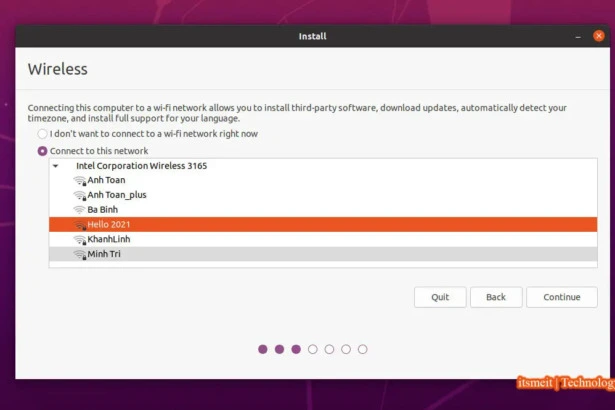 Install
Wireless
Connecting this computer to a wi-fi network allows you to install third-party software, download updates, automatically detect your
timezone, and install full support for your language.
I don't want to connect to a wi-fi network right now
Connect to this network
Intel Corporation Wireless 3165
Anh Toan
Anh Toan_plus
Ba Binh
Hello 2021
KhanhLinh
Minh Tri
Quit Back Continue
itsmeit | Technolog